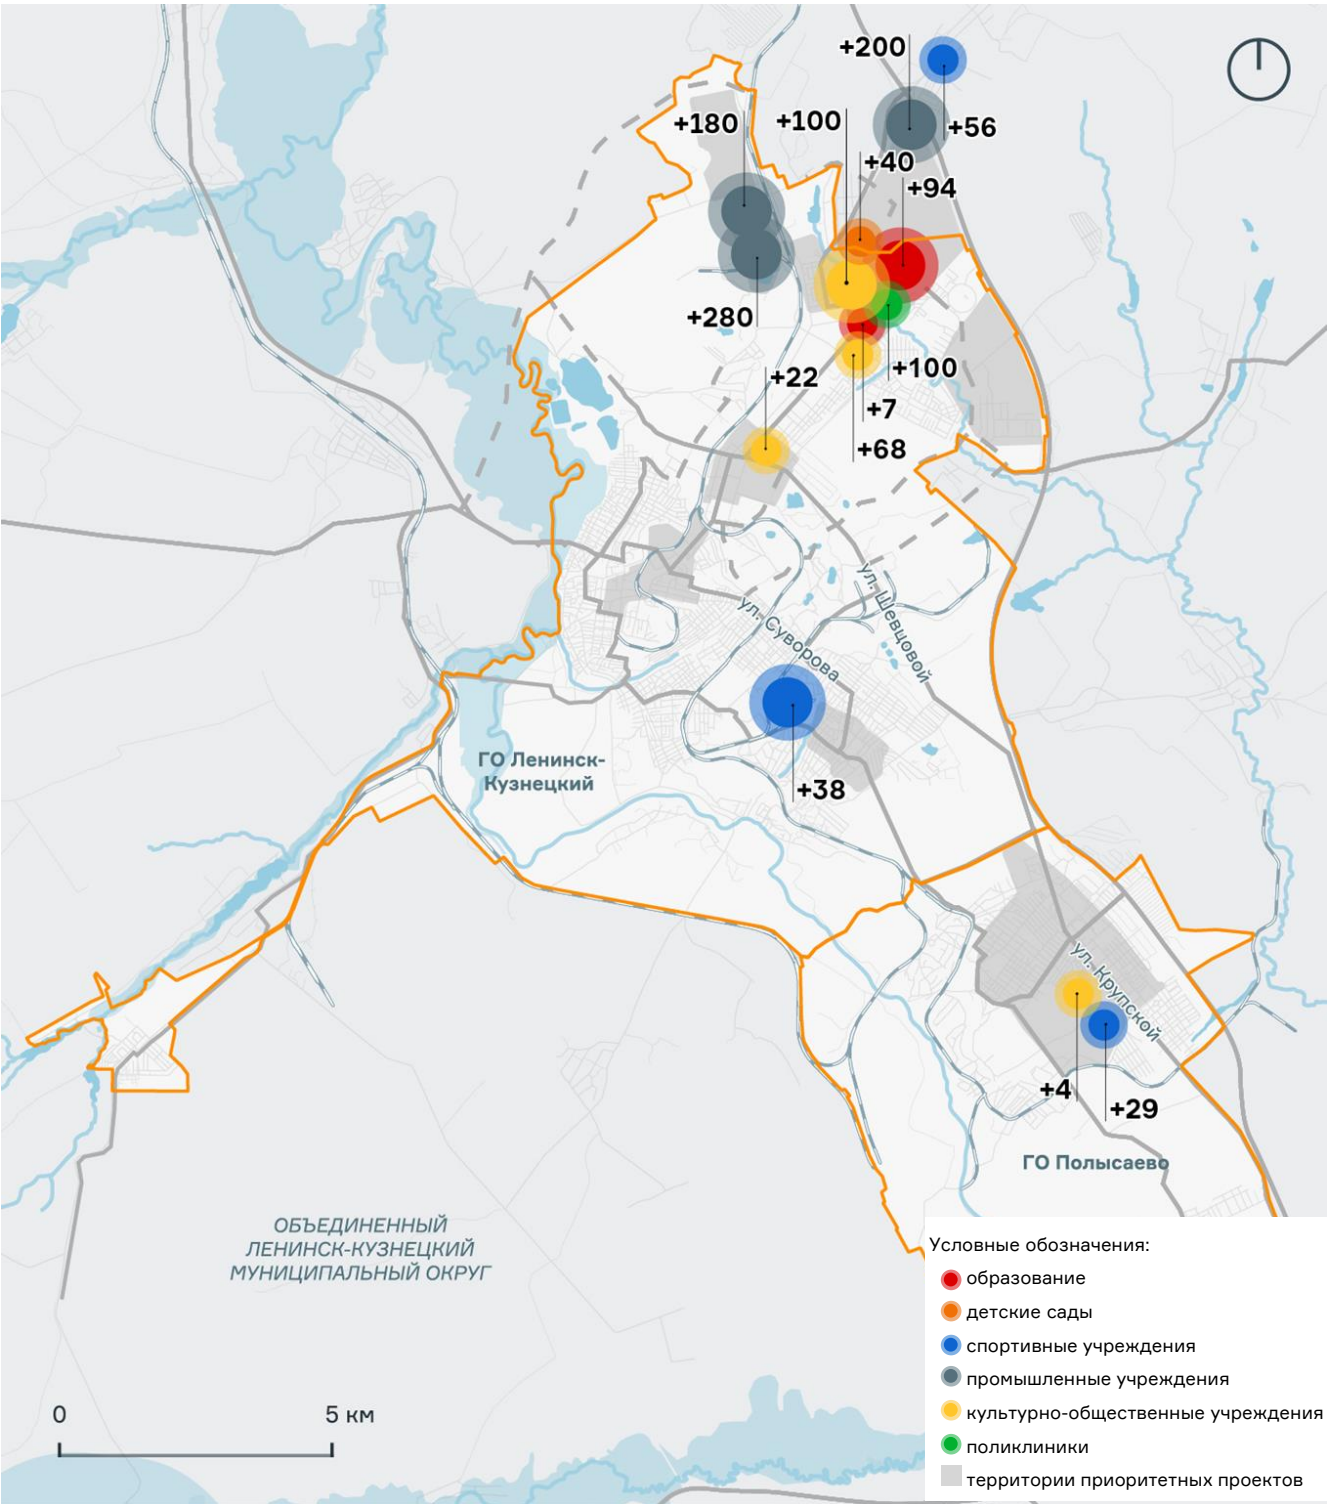 +200
+180
+100
+56
+40
+94
+280
+22
+100
+7
+68
ул. Шевцовой
ул. Суворова
ГО Ленинск-
Кузнецкий
+38
ул. Крупской
+4
+29
ГО Полысаево
ОБЪЕДИНЕННЫЙ
ЛЕНИНСК-КУЗНЕЦКИЙ
МУНИЦИПАЛЬНЫЙ ОКРУГ
Условные обозначения:
образование
детские сады
спортивные учреждения
промышленные учреждения
культурно-общественные учреждения
поликлиники
территории приоритетных проектов
0 5 км